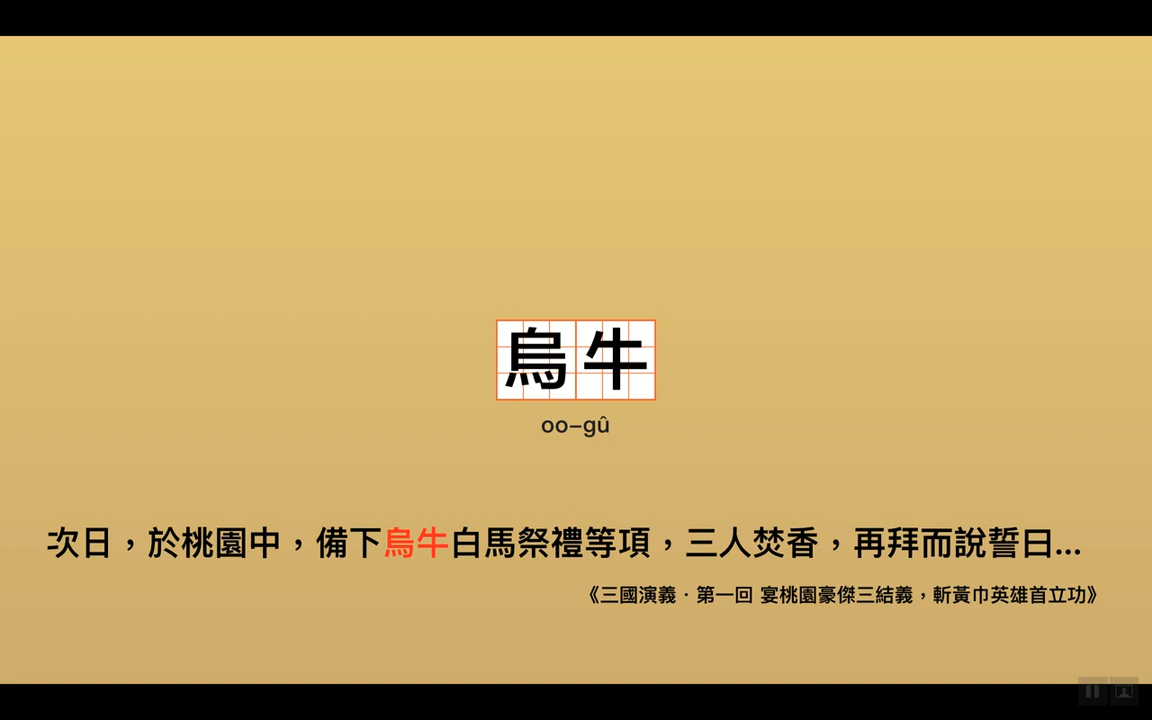 烏牛
oo–gû
次日，於桃園中，備下烏牛白馬祭禮等項，三人焚香，再拜而說誓曰...
《三國演義．第一回 宴桃園豪傑三結義，斬黃巾英雄首立功》